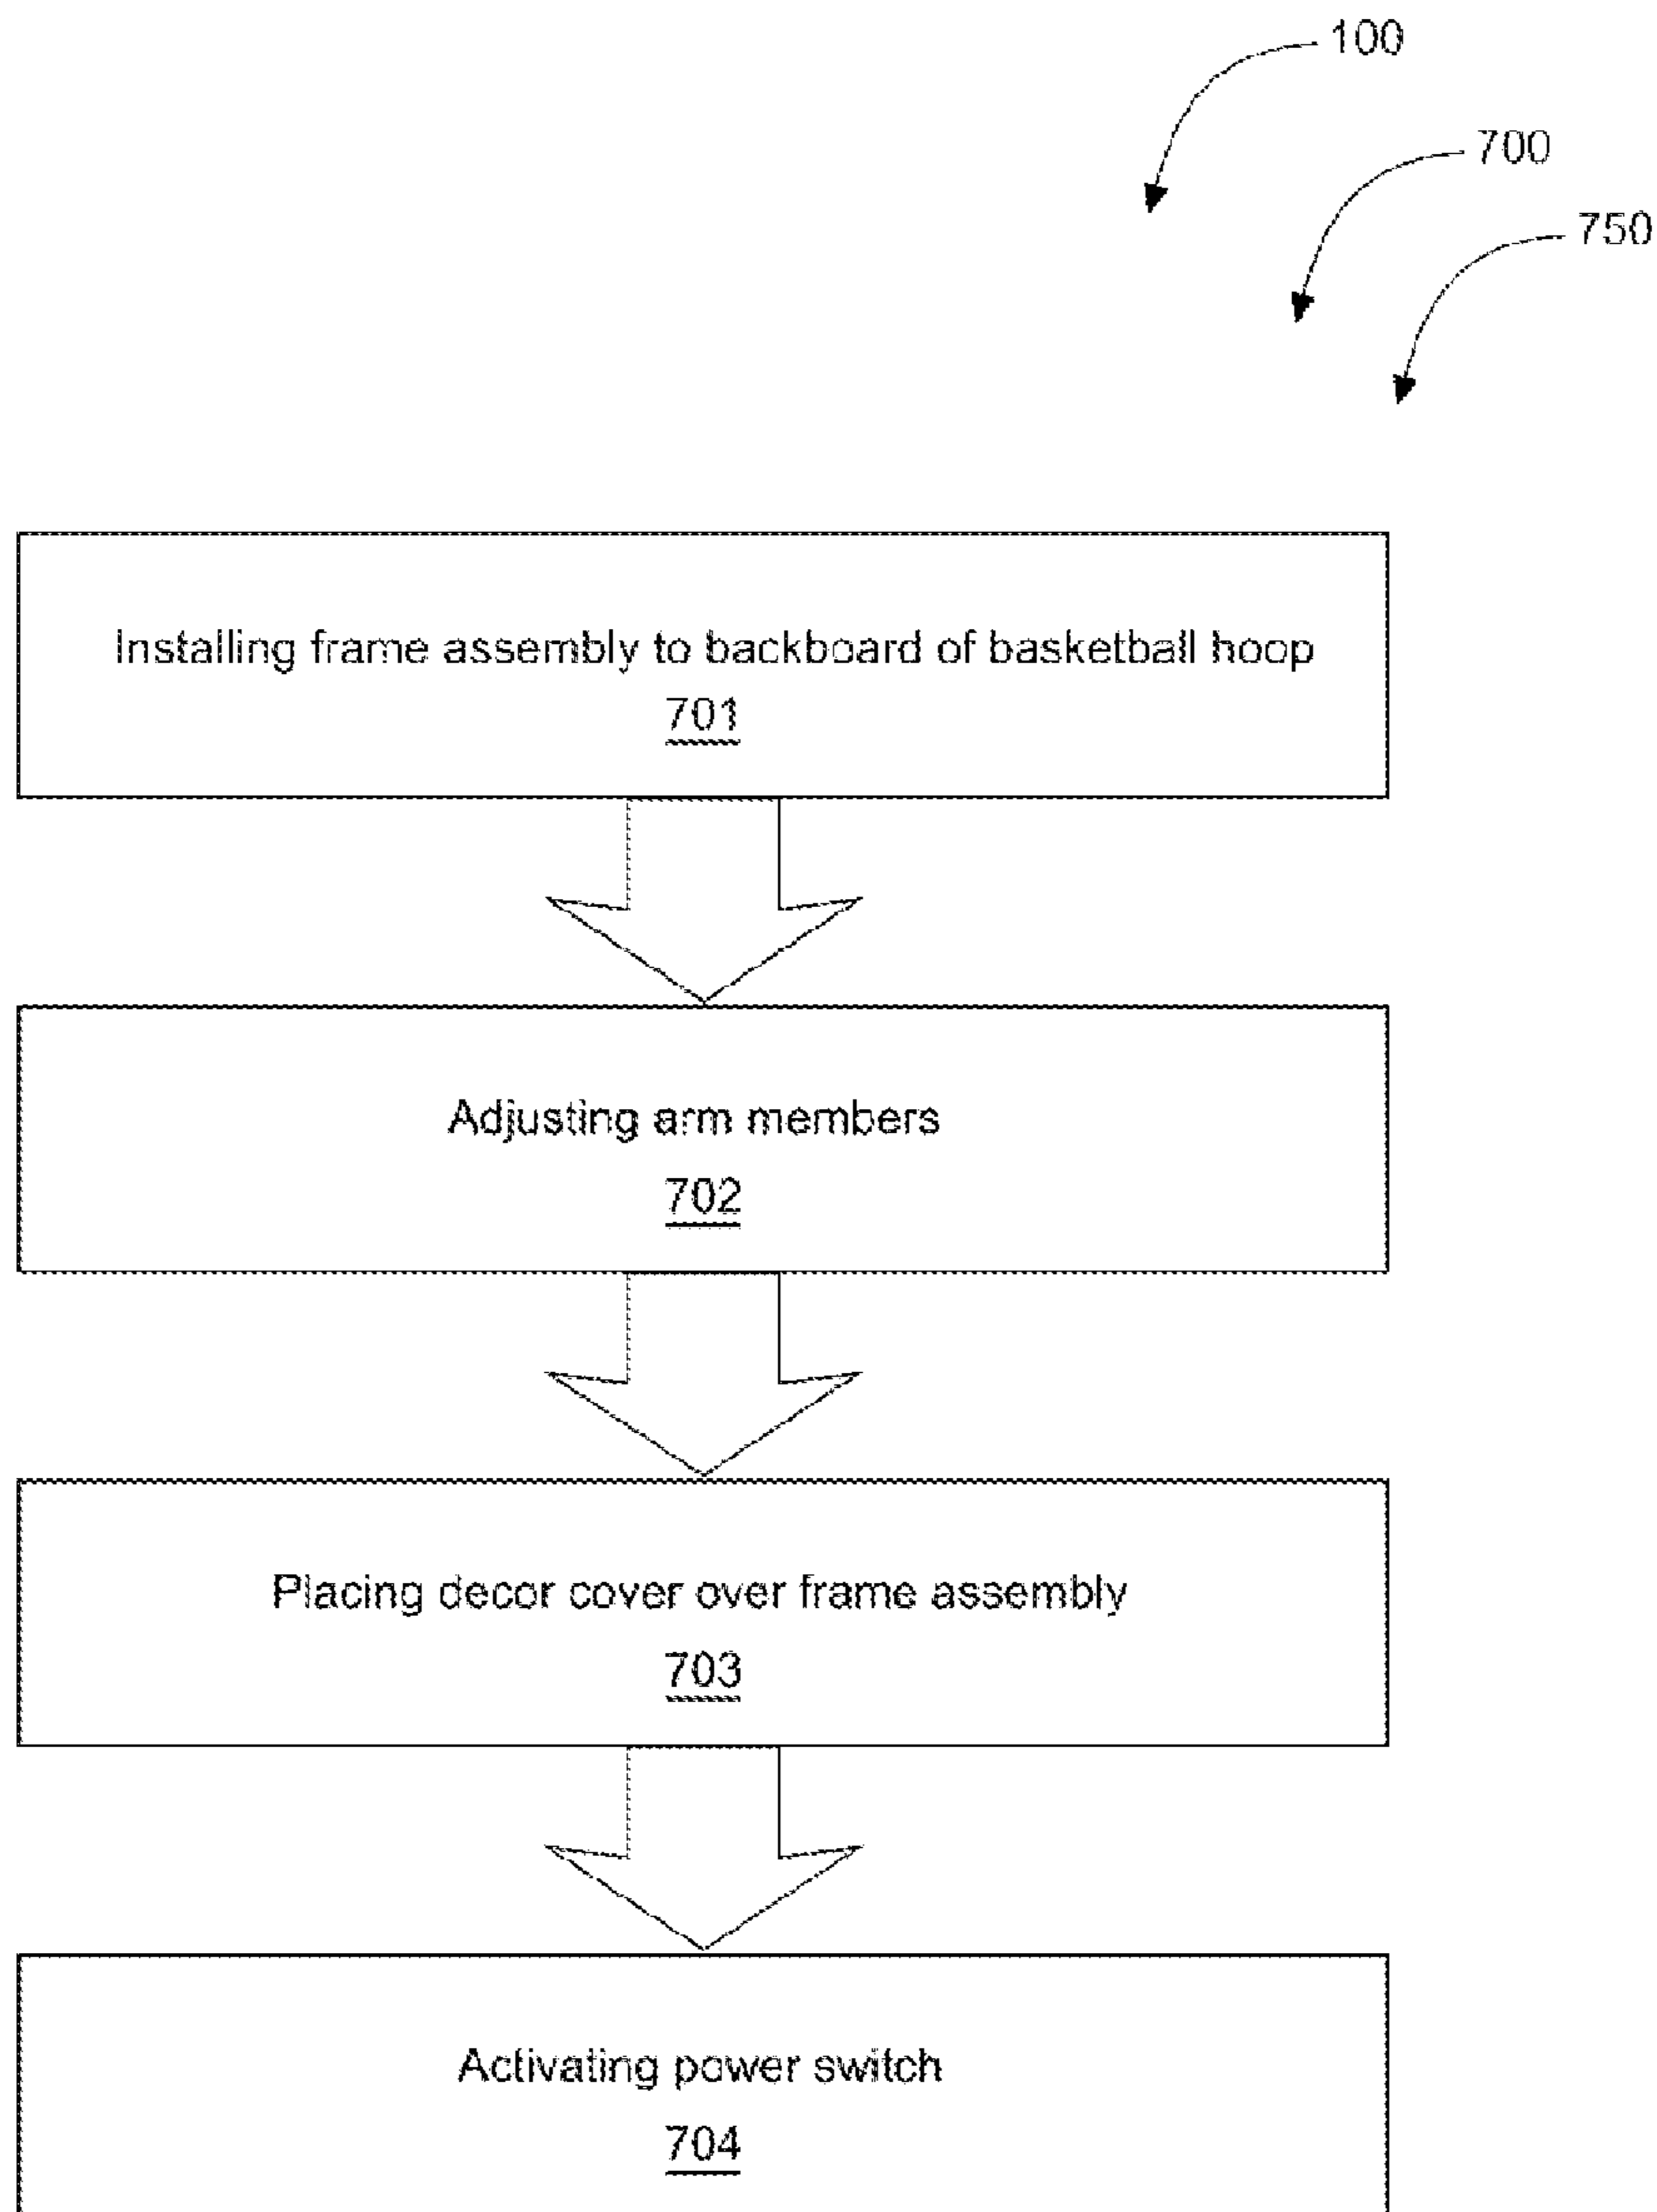 100
700
750
Installing frame assembly to backboard of basketball hoop
701
Adjusting arm members
702
Placing decor cover over frame assembly
703
Activating power switch
704